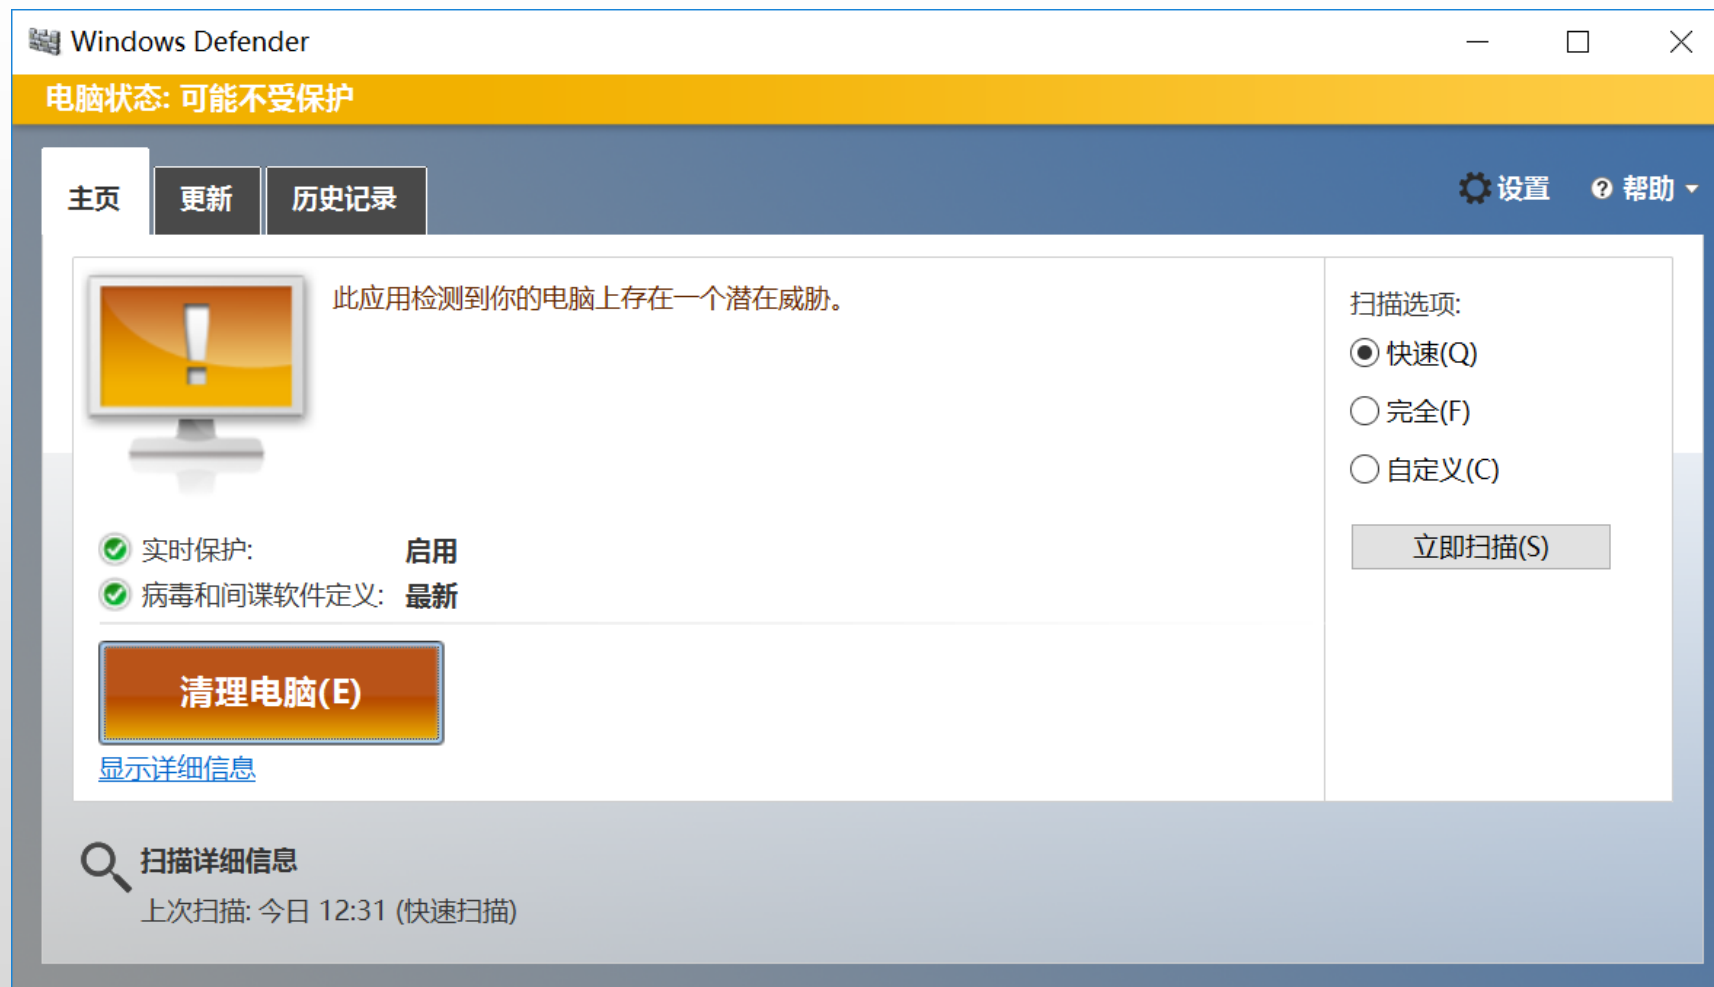 Windows Defender
电脑状态: 可能不受保护
主页
更新
历史记录
设置
帮助
此应用检测到你的电脑上存在一个潜在威胁。
扫描选项:
快速(Q)
完全(F)
自定义(C)
立即扫描(S)
实时保护: 启用
病毒和间谍软件定义: 最新
清理电脑(E)
显示详细信息
扫描详细信息
上次扫描: 今日 12:31 (快速扫描)